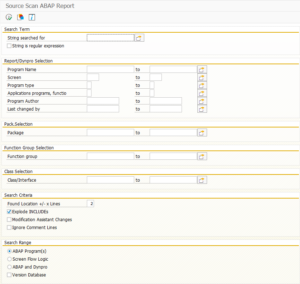 Source Scan ABAP Report
Search Term
String searched for
String is regular expression
Report/Dynpro Selection
Program Name to
Screen to
Program type to
Applications programs, functio to
Program Author to
Last changed by to
Pack.Selection
Package to
Function Group Selection
Function group to
Class Selection
Class/Interface to
Search Criteria
Found Location +/- x Lines 2
Explode INCLUDEs
Modification Assistant Changes
Ignore Comment Lines
Search Range
ABAP Program(s)
Screen Flow Logic
ABAP and Dynpro
Version Database